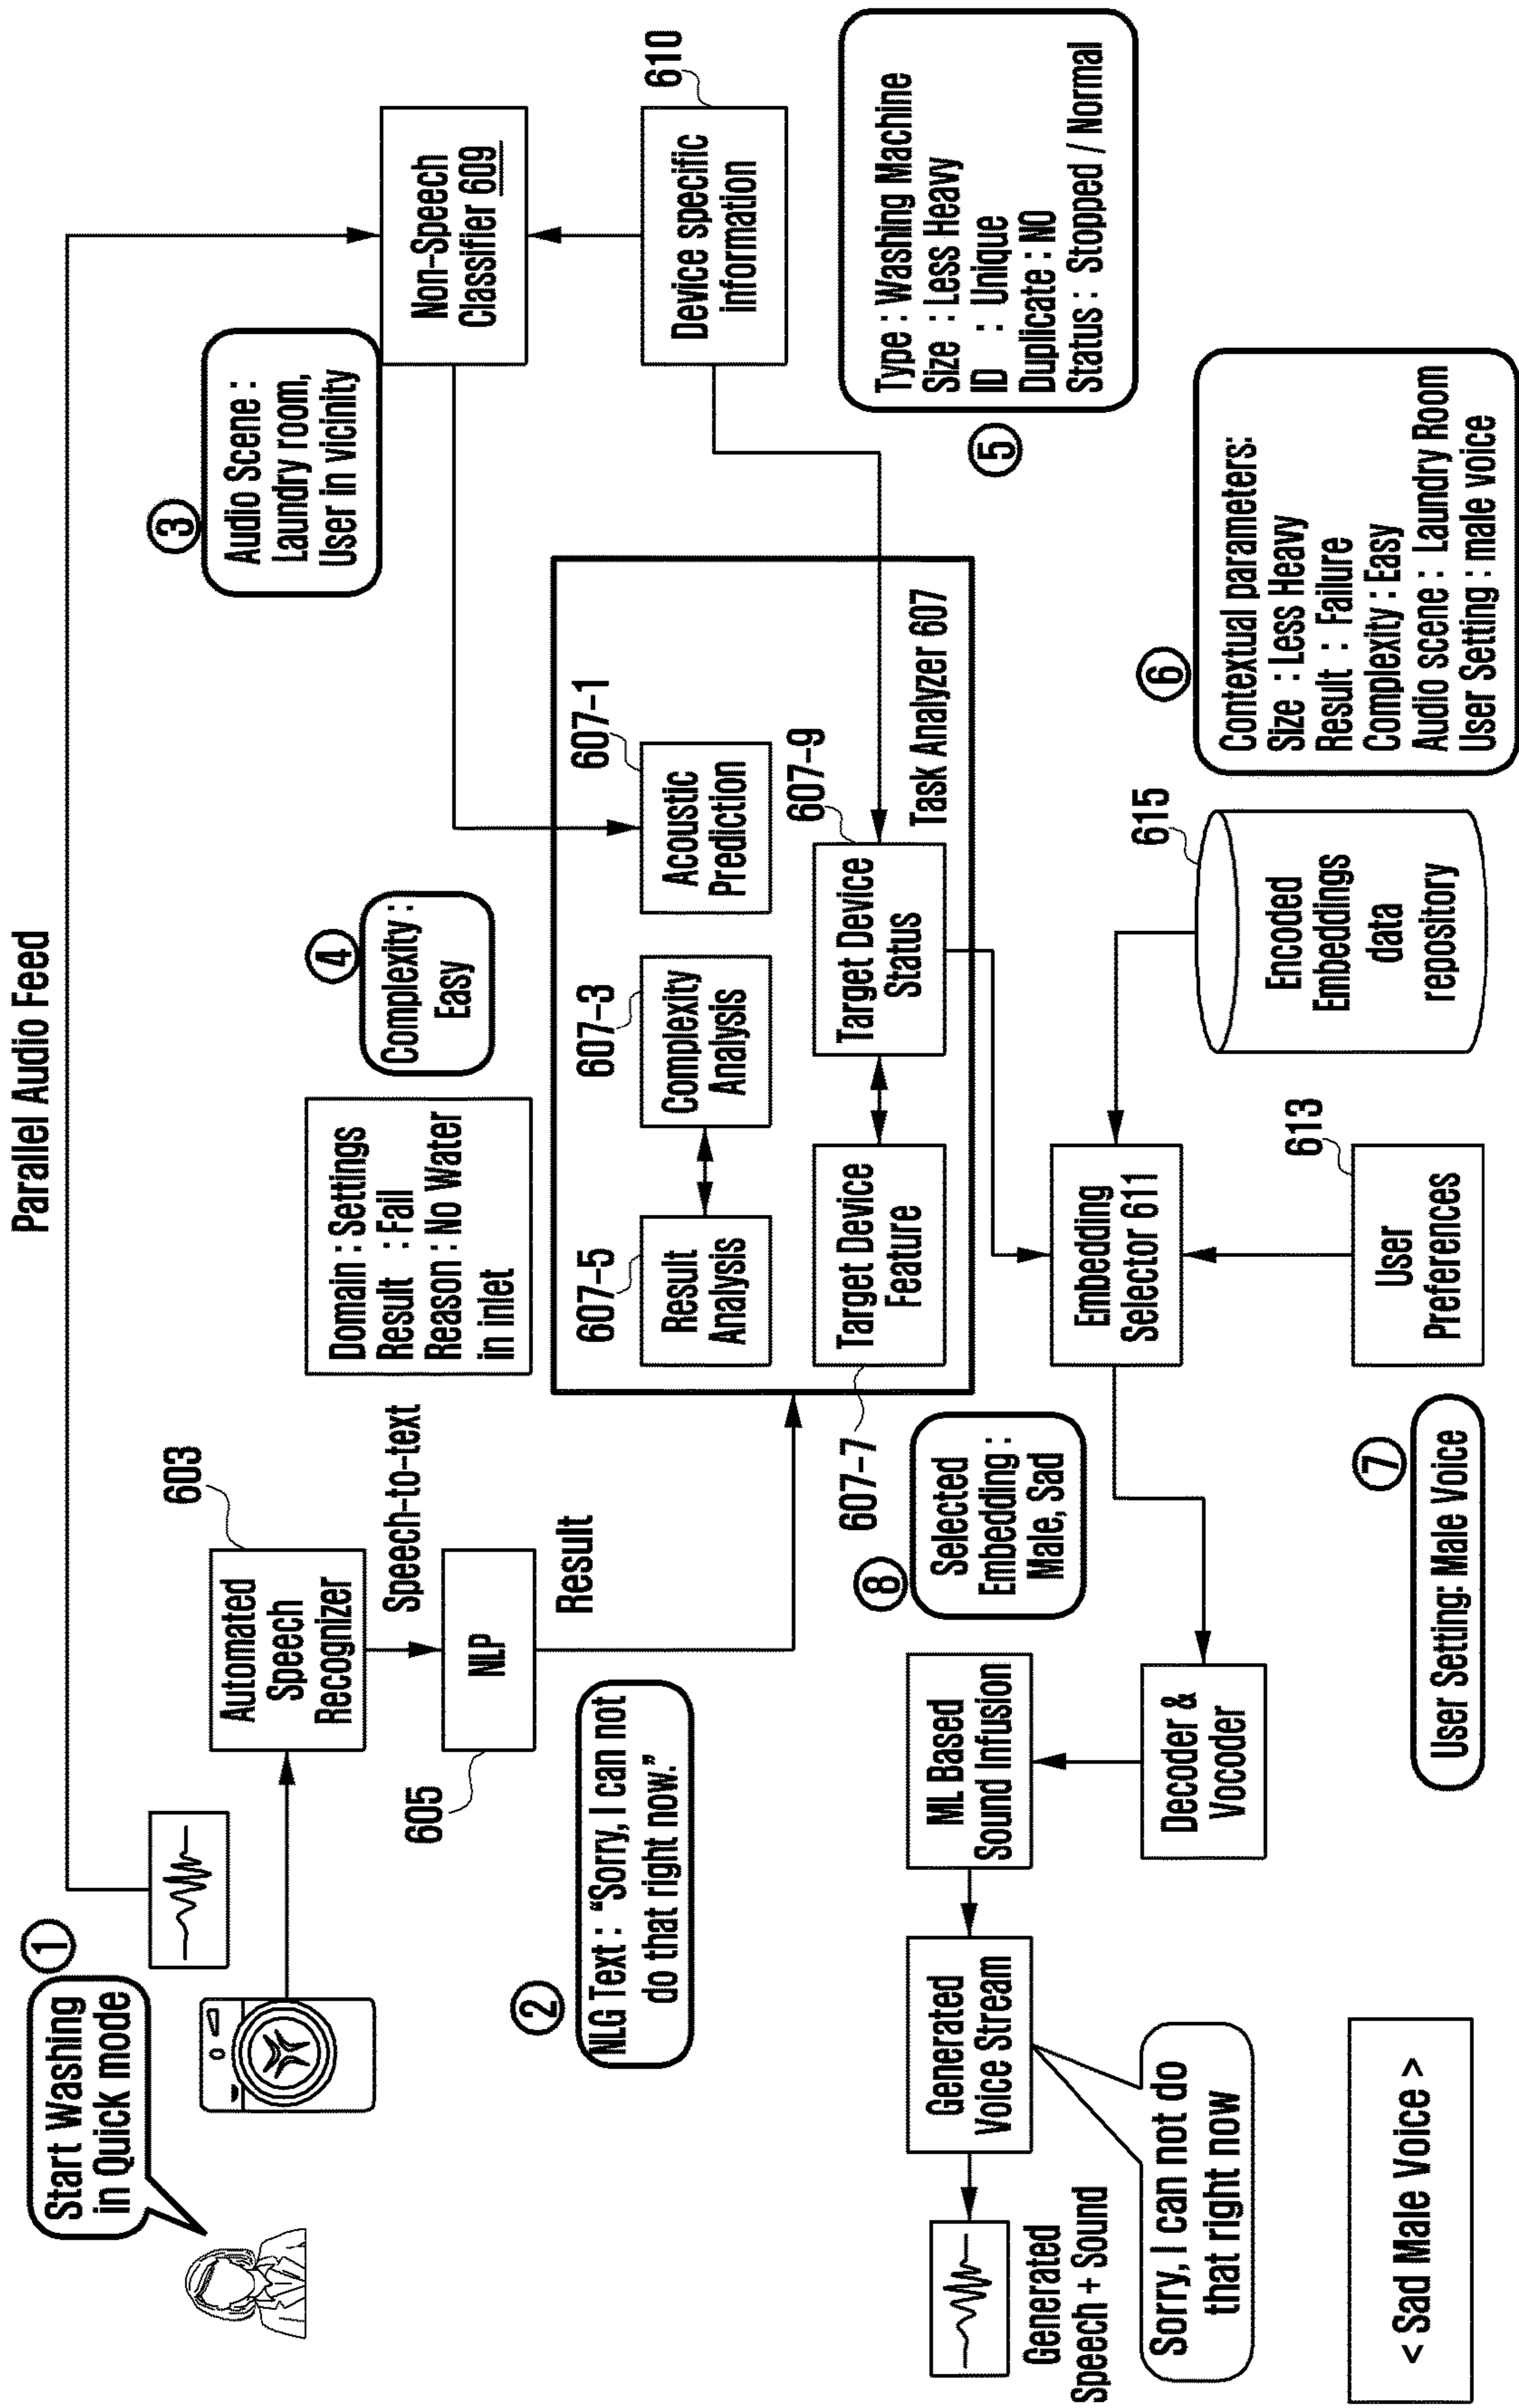 Parallel Audio Feed
1
Start Washing
in Quick mode
603
Automated
Speech
Recognizer
Speech-to-text
605
NLP
Result
2
NLG Text : “Sorry, I can not
do that right now.”
3
Audio Scene :
Laundry room,
User in vicinity
Non-Speech
Classifier 609
610
Device specific
information
Domain : Settings
Result : Fail
Reason : No Water
in inlet
4
Complexity :
Easy
607-5
Result
Analysis
607-3
Complexity
Analysis
607-1
Acoustic
Prediction
607-7
Target Device
Feature
607-9
Target Device
Status
Task Analyzer 607
5
Type : Washing Machine
Size : Less Heavy
ID : Unique
Duplicate : NO
Status : Stopped / Normal
6
Contextual parameters:
Size : Less Heavy
Result : Failure
Complexity : Easy
Audio scene : Laundry Room
User Setting : male voice
615
Encoded
Embeddings
data
repository
Embedding
Selector 611
613
User
Preferences
7
User Setting: Male Voice
8
Selected
Embedding :
Male, Sad
Decoder &
Vocoder
ML Based
Sound Infusion
Generated
Voice Stream
Generated
Speech + Sound
Sorry, I can not do
that right now
< Sad Male Voice >